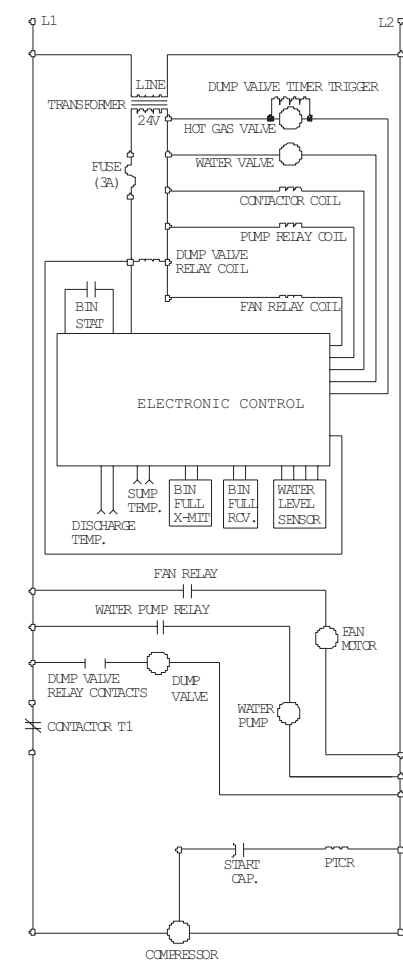 L1
L2
LINE
DUMP VALVE TIMER TRIGGER
TRANSFORMER
24V
HOT GAS VALVE
FUSE
(3A)
WATER VALVE
CONTACTOR COIL
PUMP RELAY COIL
DUMP VALVE
RELAY COIL
BIN
STAT
FAN RELAY COIL
ELECTRONIC CONTROL
DISCHARGE
TEMP.
SUMP
TEMP.
BIN
FULL
X-MIT
BIN
FULL
RCV.
WATER
LEVEL
SENSOR
FAN RELAY
WATER PUMP RELAY
FAN
MOTOR
DUMP VALVE
RELAY CONTACTS
DUMP
VALVE
WATER
PUMP
CONTACTOR T1
START
CAP.
PTCR
COMPRESSOR